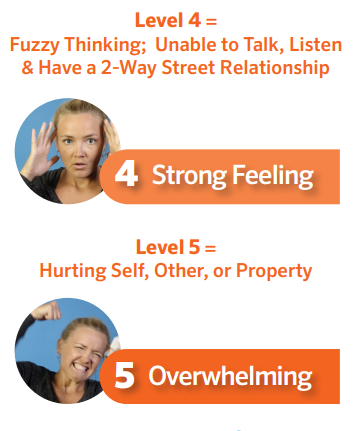 Level 4 =
Fuzzy Thinking; Unable to Talk, Listen
& Have a 2-Way Street Relationship
4 Strong Feeling
Level 5 =
Hurting Self, Other, or Property
5 Overwhelming